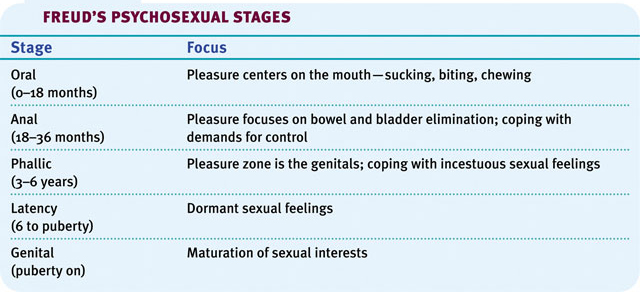 FREUD'S PSYCHOSEXUAL STAGES
Stage Focus
Oral Pleasure centers on the mouth—sucking, biting, chewing
(0–18 months)
Anal Pleasure focuses on bowel and bladder elimination; coping with
(18–36 months) demands for control
Phallic Pleasure zone is the genitals; coping with incestuous sexual feelings
(3–6 years)
Latency Dormant sexual feelings
(6 to puberty)
Genital Maturation of sexual interests
(puberty on)